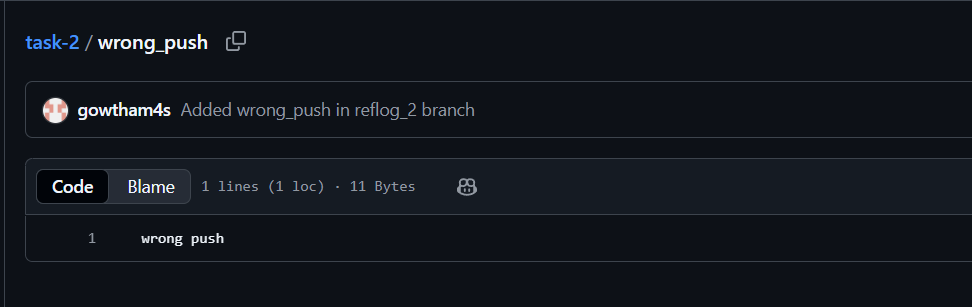 task-2 / wrong_push
gowtham4s Added wrong_push in reflog_2 branch
Code Blame 1 lines (1 loc) · 11 Bytes
1 wrong push